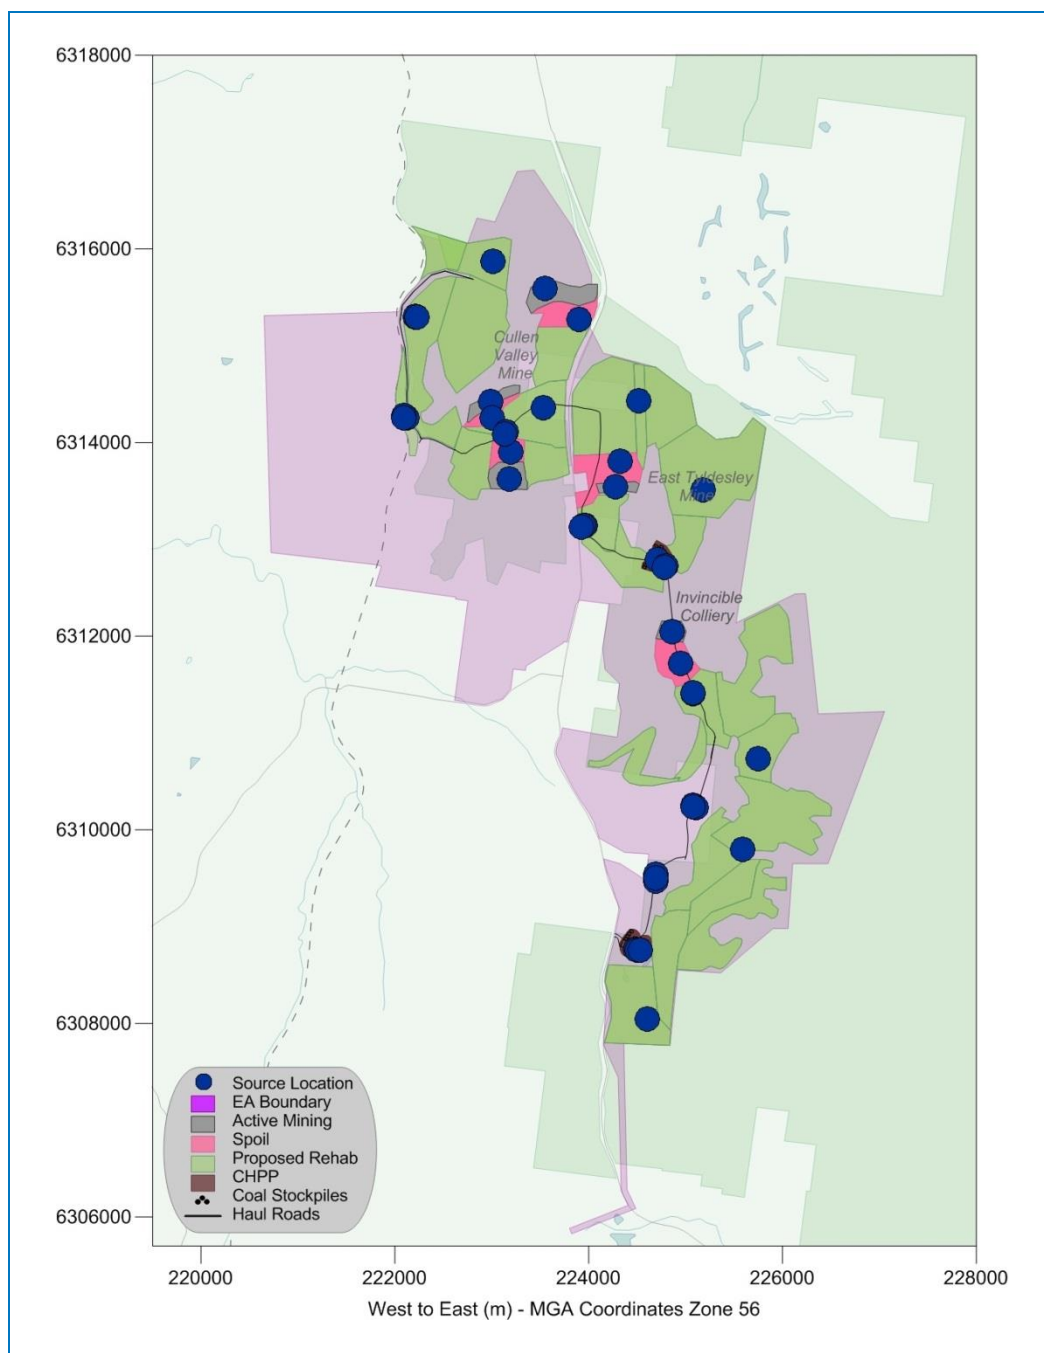 6318000
6316000
Cullen
Valley
Mine
6314000
East Tyldesley
Mine
Invincible
Colliery
6312000
6310000
6308000
Source Location
EA Boundary
Active Mining
Spoil
Proposed Rehab
CHPP
Coal Stockpiles
Haul Roads
6306000
220000 222000 224000 226000 228000
West to East (m) - MGA Coordinates Zone 56